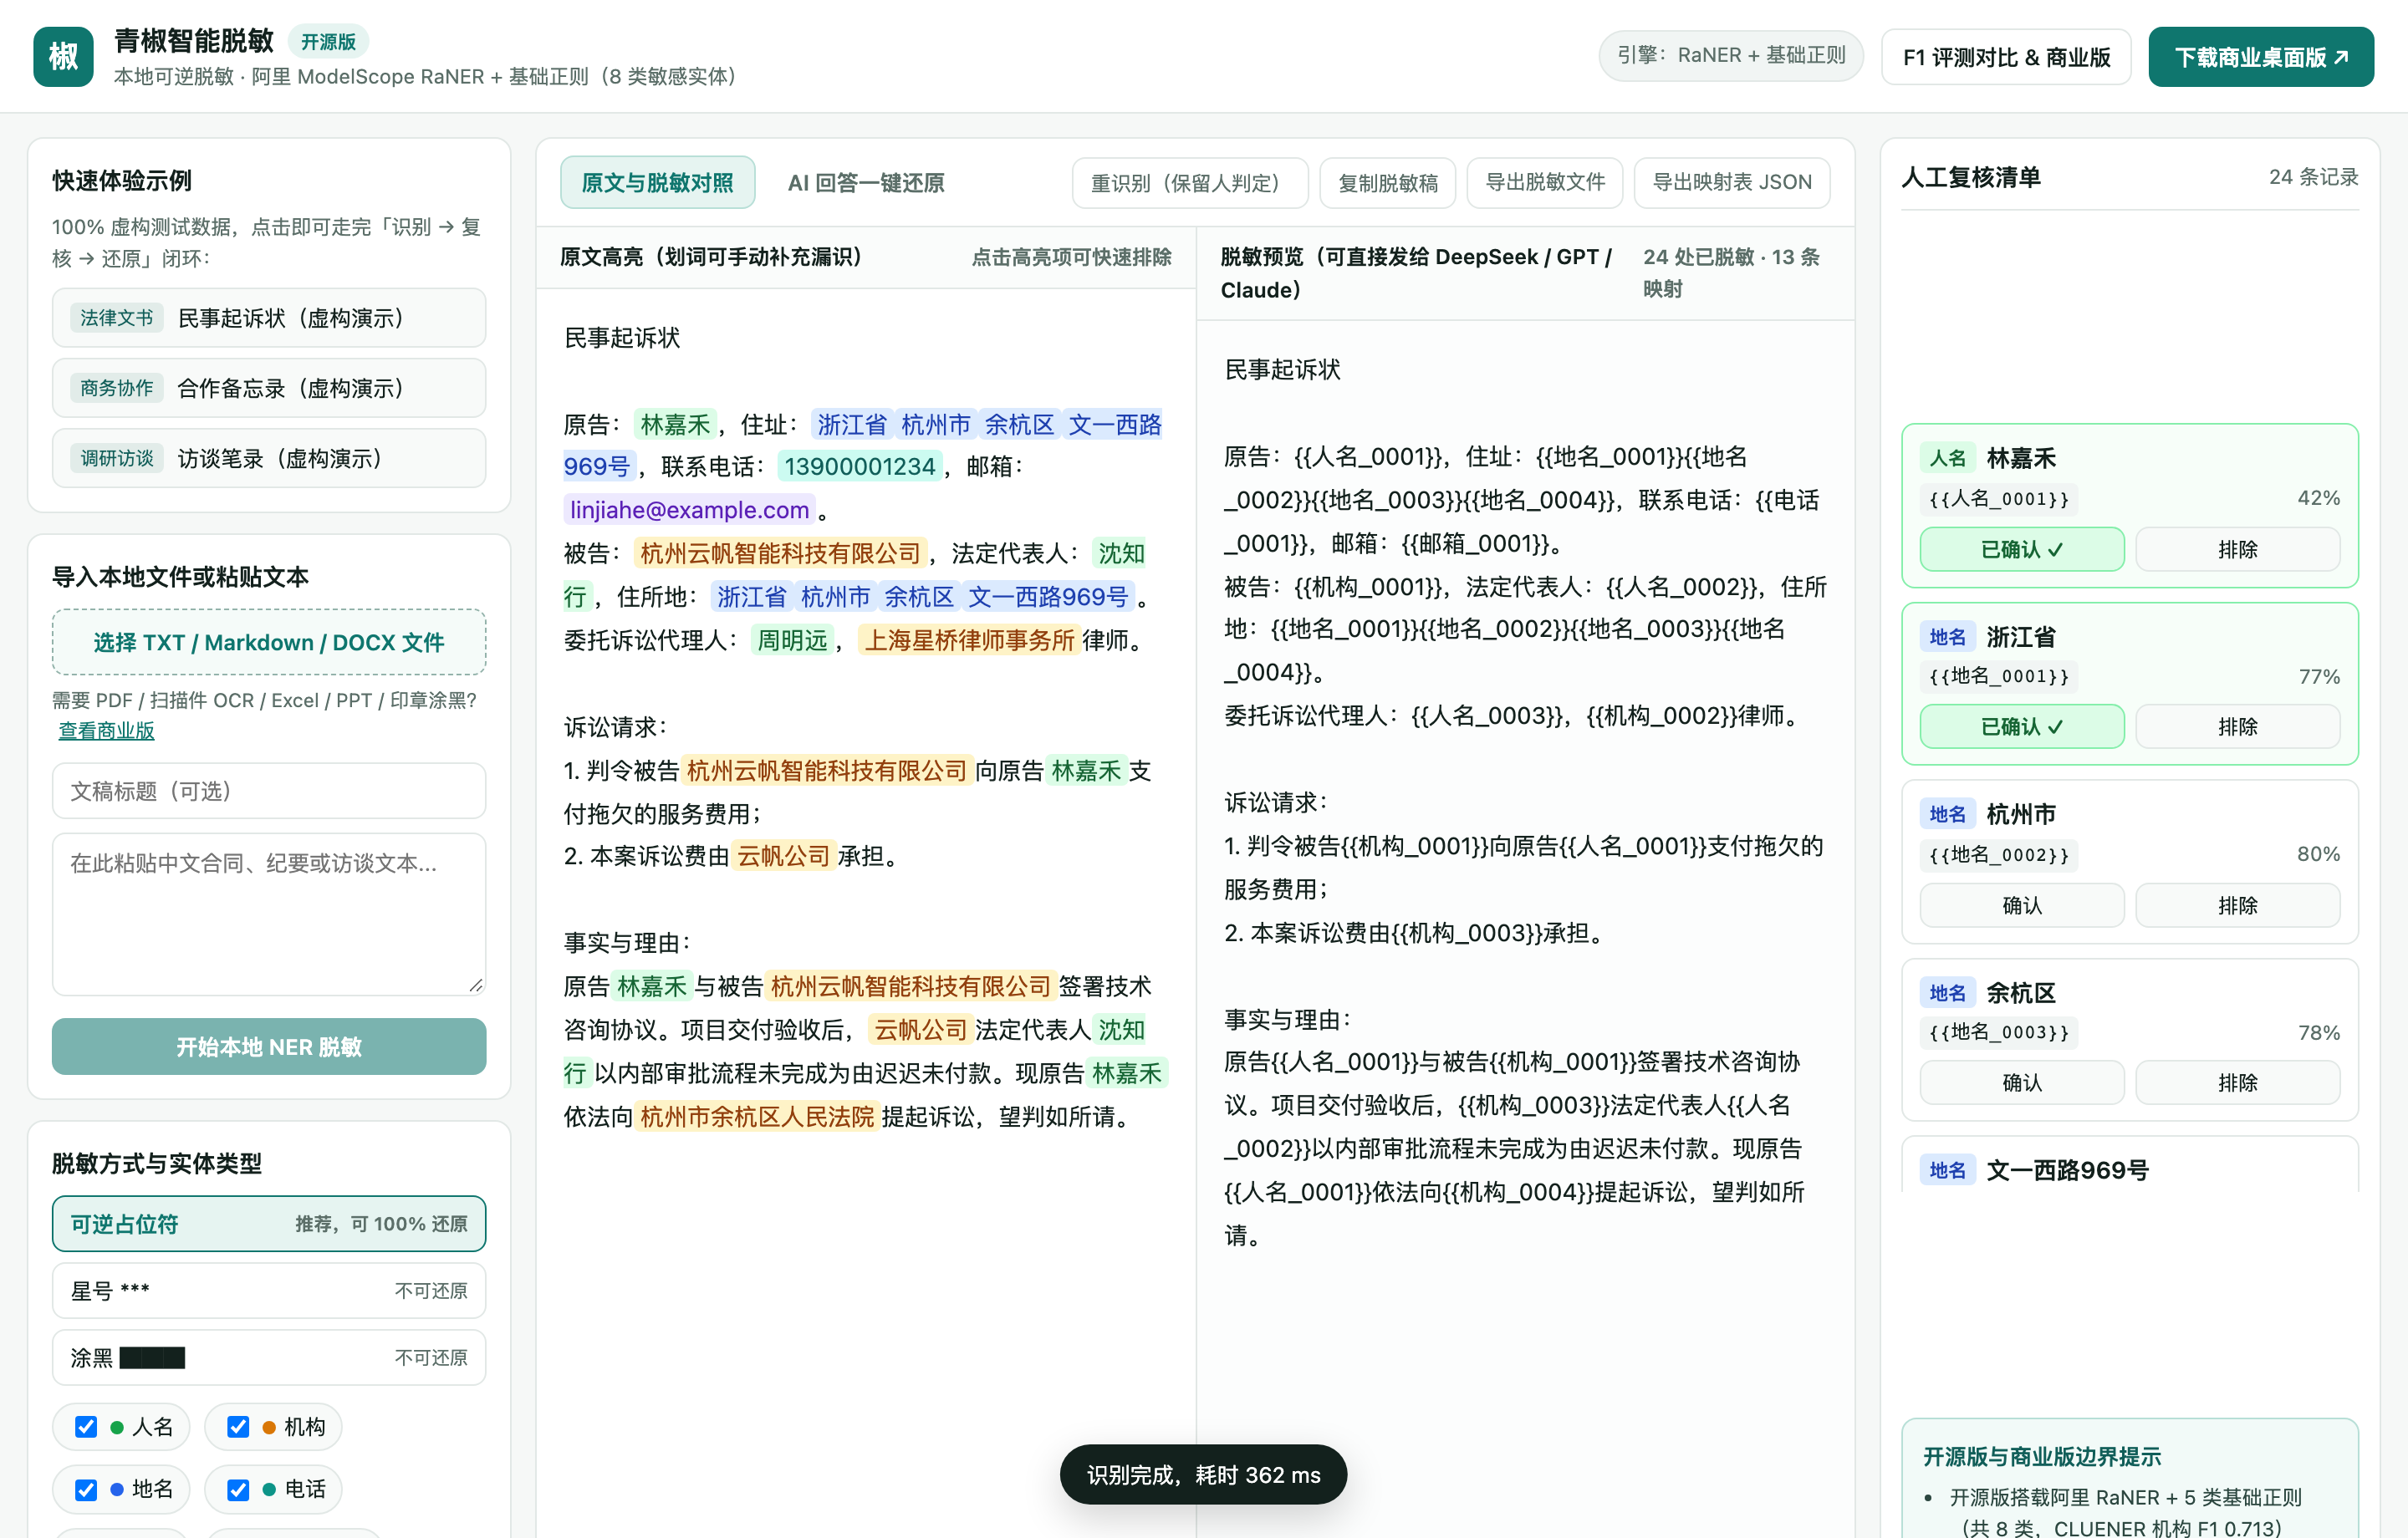 椒
青椒智能脱敏 开源版
本地可逆脱敏 · 阿里 ModelScope RaNER + 基础正则（8 类敏感实体）
引擎：RaNER + 基础正则
F1 评测对比 & 商业版
下载商业桌面版 ↗
快速体验示例
100% 虚构测试数据，点击即可走完「识别 → 复
核 → 还原」闭环：
法律文书 民事起诉状（虚构演示）
商务协作 合作备忘录（虚构演示）
调研访谈 访谈笔录（虚构演示）
导入本地文件或粘贴文本
选择 TXT / Markdown / DOCX 文件
需要 PDF / 扫描件 OCR / Excel / PPT / 印章涂黑？
查看商业版
文稿标题（可选）
在此粘贴中文合同、纪要或访谈文本...
开始本地 NER 脱敏
脱敏方式与实体类型
可逆占位符 推荐，可 100% 还原
星号 *** 不可还原
涂黑 █████ 不可还原
人名 机构
地名 电话
原文与脱敏对照
AI 回答一键还原
重识别（保留人判定）
复制脱敏稿
导出脱敏文件
导出映射表 JSON
原文高亮（划词可手动补充漏识） 点击高亮项可快速排除
民事起诉状
原告：林嘉禾，住址：浙江省杭州市余杭区文一西路
969号，联系电话：13900001234，邮箱：
linjiahe@example.com。
被告：杭州云帆智能科技有限公司，法定代表人：沈知
行，住所地：浙江省杭州市余杭区文一西路969号。
委托诉讼代理人：周明远，上海星桥律师事务所律师。
诉讼请求：
1. 判令被告杭州云帆智能科技有限公司向原告林嘉禾支
付拖欠的服务费用；
2. 本案诉讼费由云帆公司承担。
事实与理由：
原告林嘉禾与被告杭州云帆智能科技有限公司签署技术
咨询协议。项目交付验收后，云帆公司法定代表人沈知
行以内部审批流程未完成为由迟迟未付款。现原告林嘉禾
依法向杭州市余杭区人民法院提起诉讼，望判如所请。
脱敏预览（可直接发给 DeepSeek / GPT /
Claude）
24 处已脱敏 · 13 条
映射
民事起诉状
原告：{{人名_0001}}，住址：{{地名_0001}}{{地名
_0002}}{{地名_0003}}{{地名_0004}}，联系电话：{{电话
_0001}}，邮箱：{{邮箱_0001}}。
被告：{{机构_0001}}，法定代表人：{{人名_0002}}，住所
地：{{地名_0001}}{{地名_0002}}{{地名_0003}}{{地名
_0004}}。
委托诉讼代理人：{{人名_0003}}，{{机构_0002}}律师。
诉讼请求：
1. 判令被告{{机构_0001}}向原告{{人名_0001}}支付拖欠的
服务费用；
2. 本案诉讼费由{{机构_0003}}承担。
事实与理由：
原告{{人名_0001}}与被告{{机构_0001}}签署技术咨询协
议。项目交付验收后，{{机构_0003}}法定代表人{{人名
_0002}}以内部审批流程未完成为由迟迟未付款。现原告
{{人名_0001}}依法向{{机构_0004}}提起诉讼，望判如所
请。
识别完成，耗时 362 ms
人工复核清单 24 条记录
人名 林嘉禾
{{人名_0001}} 42%
已确认 ✓ 排除
地名 浙江省
{{地名_0001}} 77%
已确认 ✓ 排除
地名 杭州市
{{地名_0002}} 80%
确认 排除
地名 余杭区
{{地名_0003}} 78%
确认 排除
地名 文一西路969号
开源版与商业版边界提示
• 开源版搭载阿里 RaNER + 5 类基础正则
（共 8 类，CLUENER 机构 F1 0.713）